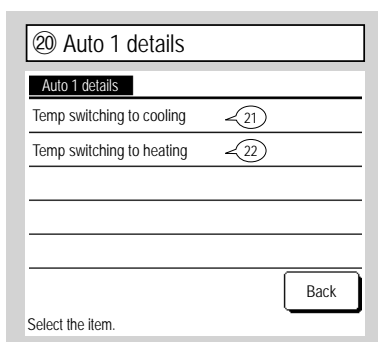 ⑳ Auto 1 details
Auto 1 details
Temp switching to cooling 21
Temp switching to heating 22
Back
Select the item.